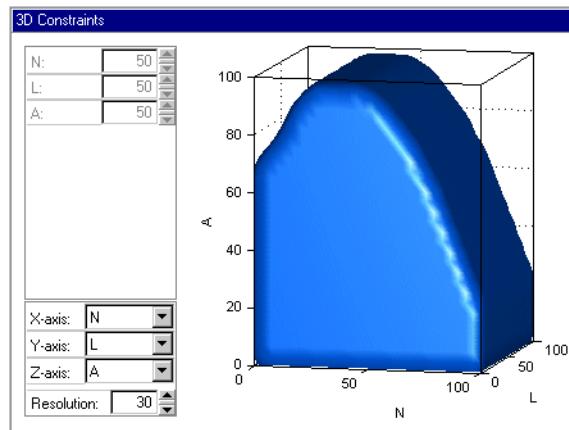 3D Constraints
N: 50
L: 50
A: 50
X-axis: N
Y-axis: L
Z-axis: A
Resolution: 30
100
80
60
40
20
0
A
0
50
100
N
0
50
100
L